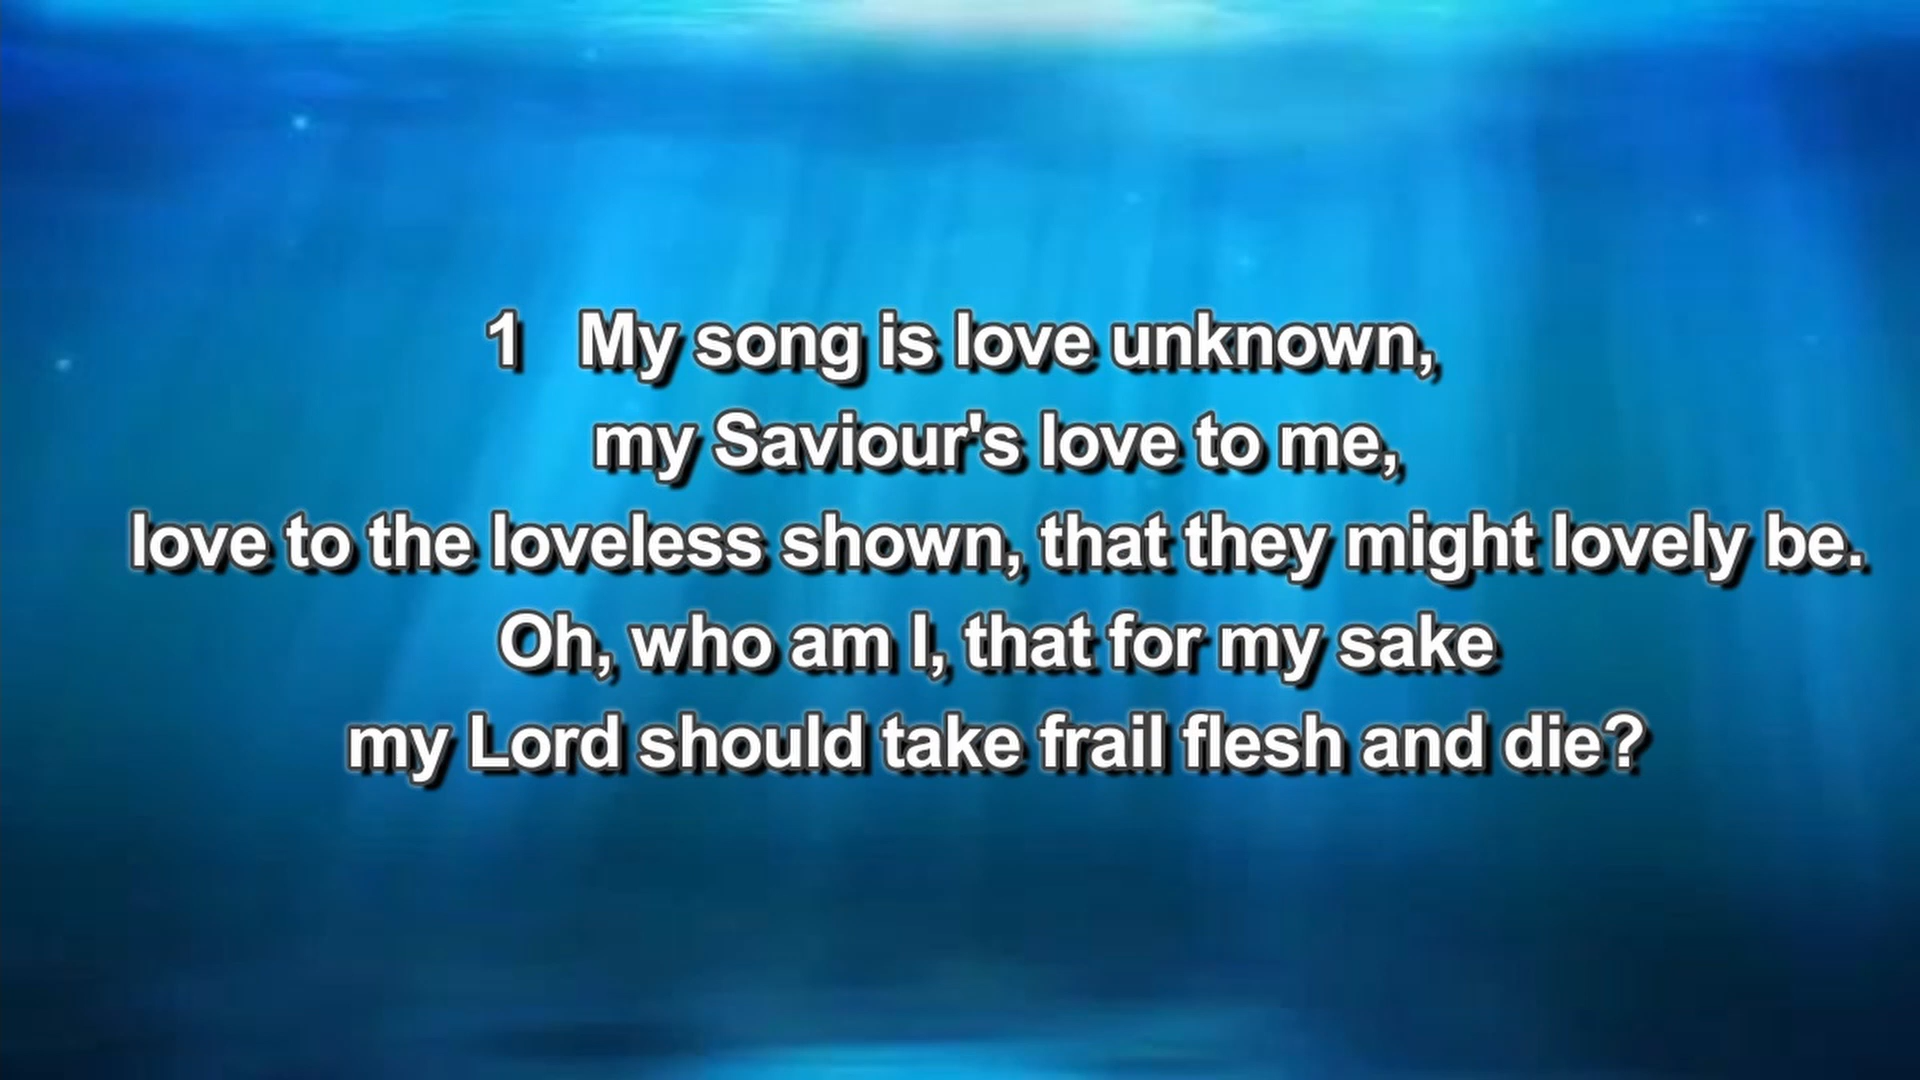 1 My song is love unknown,
my Saviour's love to me,
love to the loveless shown, that they might lovely be.
Oh, who am I, that for my sake
my Lord should take frail flesh and die?